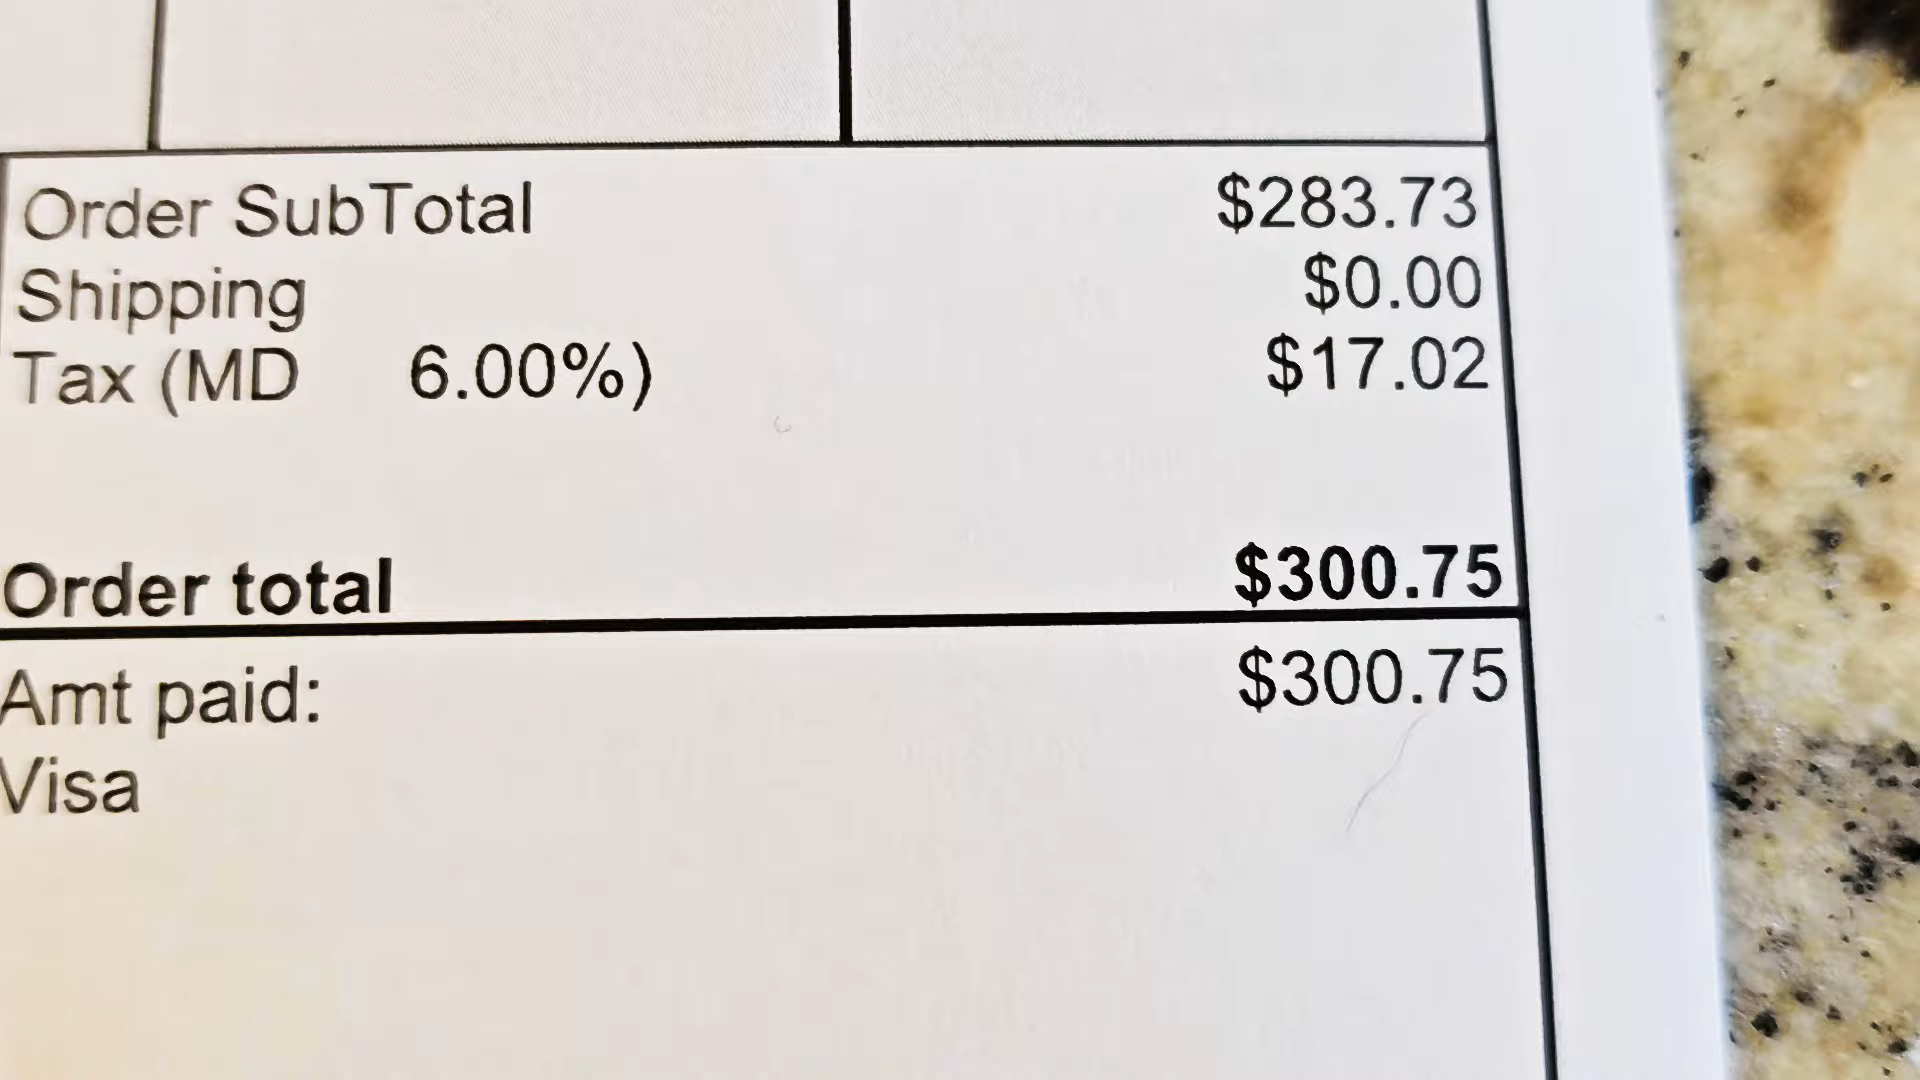 Order SubTotal $283.73
Shipping $0.00
Tax (MD 6.00%) $17.02
Order total $300.75
Amt paid: $300.75
Visa